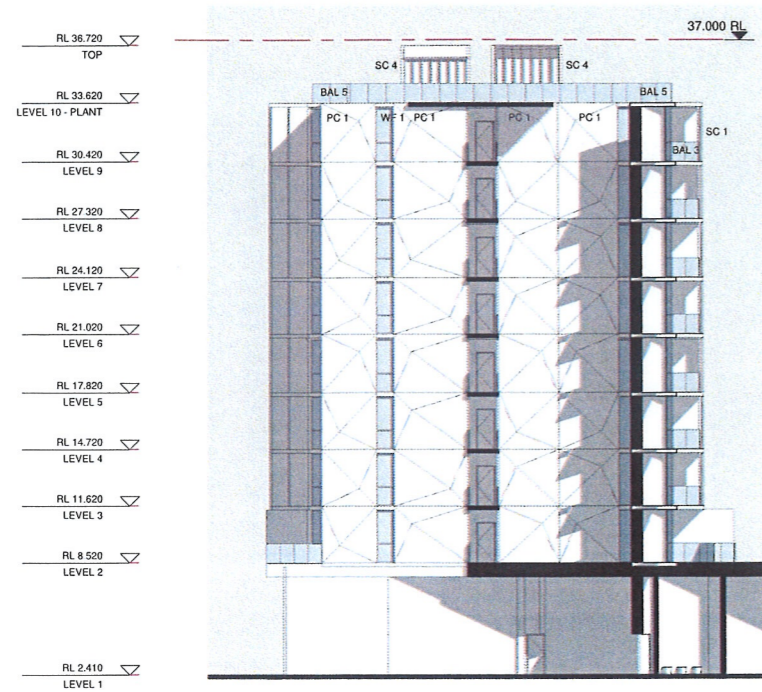 37.000 RL
RL 36.720
TOP
SC 4
SC 4
BAL 5
BAL 5
RL 33.620
LEVEL 10 - PLANT
PC 1
WF 1
PC 1
PC 1
PC 1
SC 1
BAL 3
RL 30.420
LEVEL 9
RL 27 320
LEVEL 8
RL 24.120
LEVEL 7
RL 21.020
LEVEL 6
RL 17.820
LEVEL 5
RL 14.720
LEVEL 4
RL 11.620
LEVEL 3
RL 8 520
LEVEL 2
RL 2.410
LEVEL 1